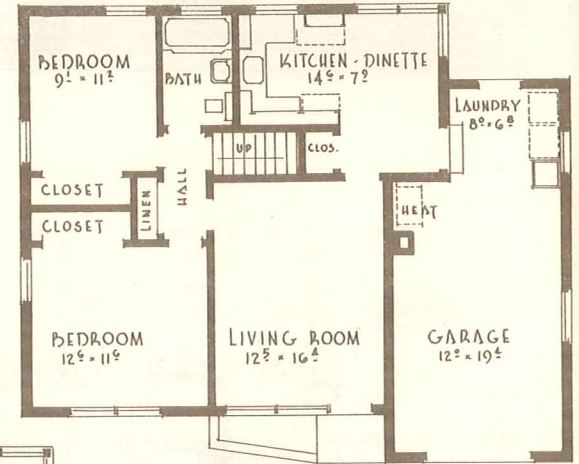 BEDROOM
9¹ × 11²
BATH
KITCHEN - DINETTE
14⁶ × 7⁹
LAUNDRY
8⁰ × 6⁸
UP
CLOS.
CLOSET
LINEN
HALL
CLOSET
HEAT
BEDROOM
12⁶ × 11⁶
LIVING ROOM
12⁵ × 16⁴
GARAGE
12⁰ × 19⁴